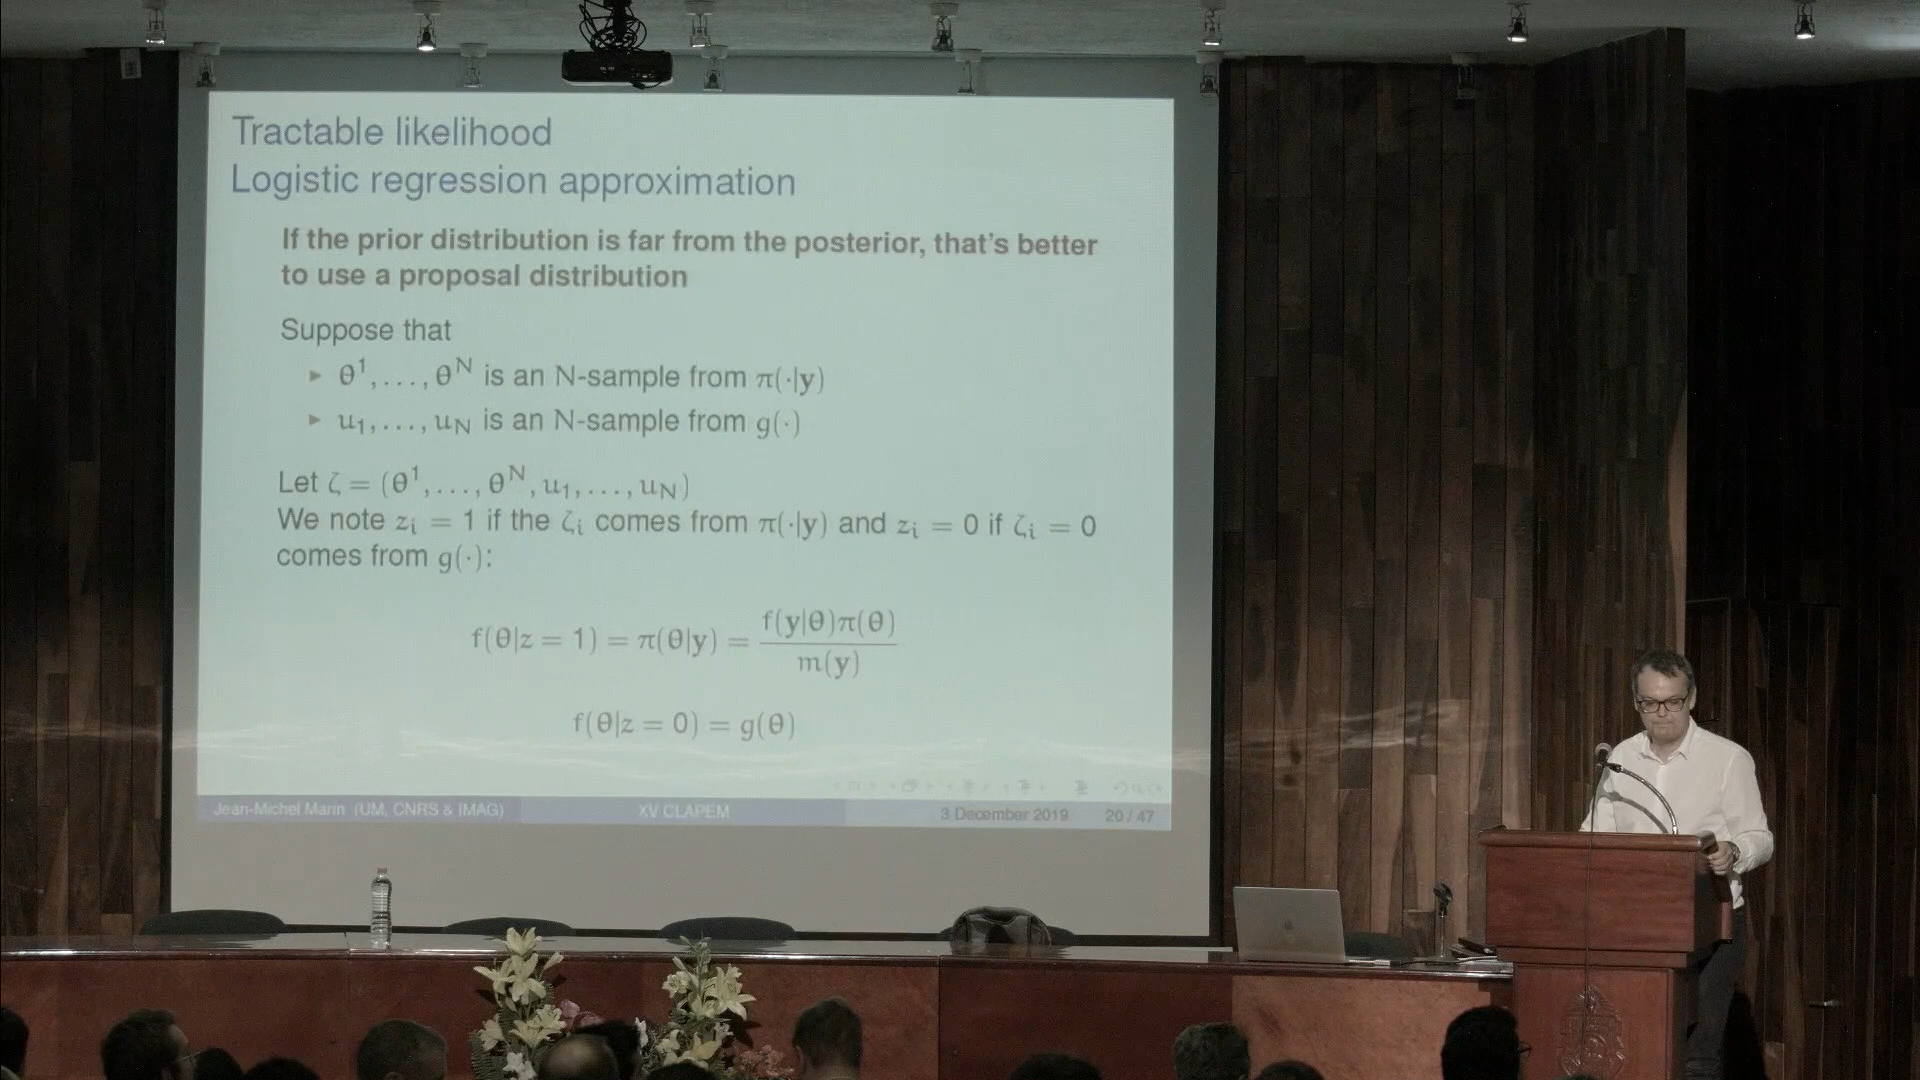 Tractable likelihood
Logistic regression approximation
If the prior distribution is far from the posterior, that's better
to use a proposal distribution
Suppose that
▸ θ¹, . . . , θᴺ is an N-sample from π(·|y)
▸ u₁, . . . , u_N is an N-sample from g(·)
Let ζ = (θ¹, . . . , θᴺ, u₁, . . . , u_N)
We note zᵢ = 1 if the ζᵢ comes from π(·|y) and zᵢ = 0 if ζᵢ = 0
comes from g(·):
f(θ|z = 1) = π(θ|y) = f(y|θ)π(θ) / m(y)
f(θ|z = 0) = g(θ)
Jean-Michel Marin (UM, CNRS & IMAG) XV CLAPEM 3 December 2019 20 / 47